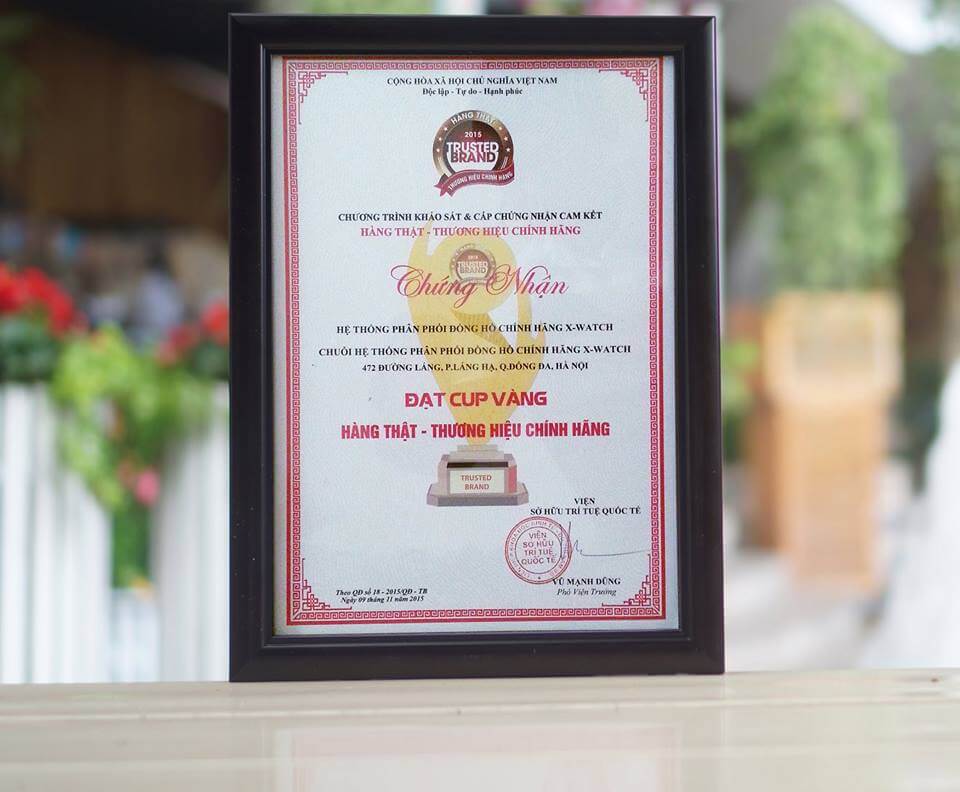 CỘNG HÒA XÃ HỘI CHỦ NGHĨA VIỆT NAM
Độc lập - Tự do - Hạnh phúc
HÀNG THẬT
2015
TRUSTED
BRAND
THƯƠNG HIỆU CHÍNH HÃNG
CHƯƠNG TRÌNH KHẢO SÁT & CẤP CHỨNG NHẬN CAM KẾT
HÀNG THẬT - THƯƠNG HIỆU CHÍNH HÃNG
2015
TRUSTED
BRAND
Chứng Nhận
HỆ THỐNG PHÂN PHỐI ĐỒNG HỒ CHÍNH HÃNG X-WATCH
CHUỖI HỆ THỐNG PHÂN PHỐI ĐỒNG HỒ CHÍNH HÃNG X-WATCH
472 ĐƯỜNG LÁNG, P.LÁNG HẠ, Q.ĐỐNG ĐA, HÀ NỘI
ĐẠT CUP VÀNG
HÀNG THẬT - THƯƠNG HIỆU CHÍNH HÃNG
TRUSTED
BRAND
VIỆN
SỞ HỮU TRÍ TUỆ QUỐC TẾ
VIỆN
SỞ HỮU
TRÍ TUỆ
QUỐC TẾ
VŨ MẠNH DŨNG
Phó Viện Trưởng
Theo QĐ số 18 - 2015/QĐ - TB
Ngày 09 tháng 11 năm 2015